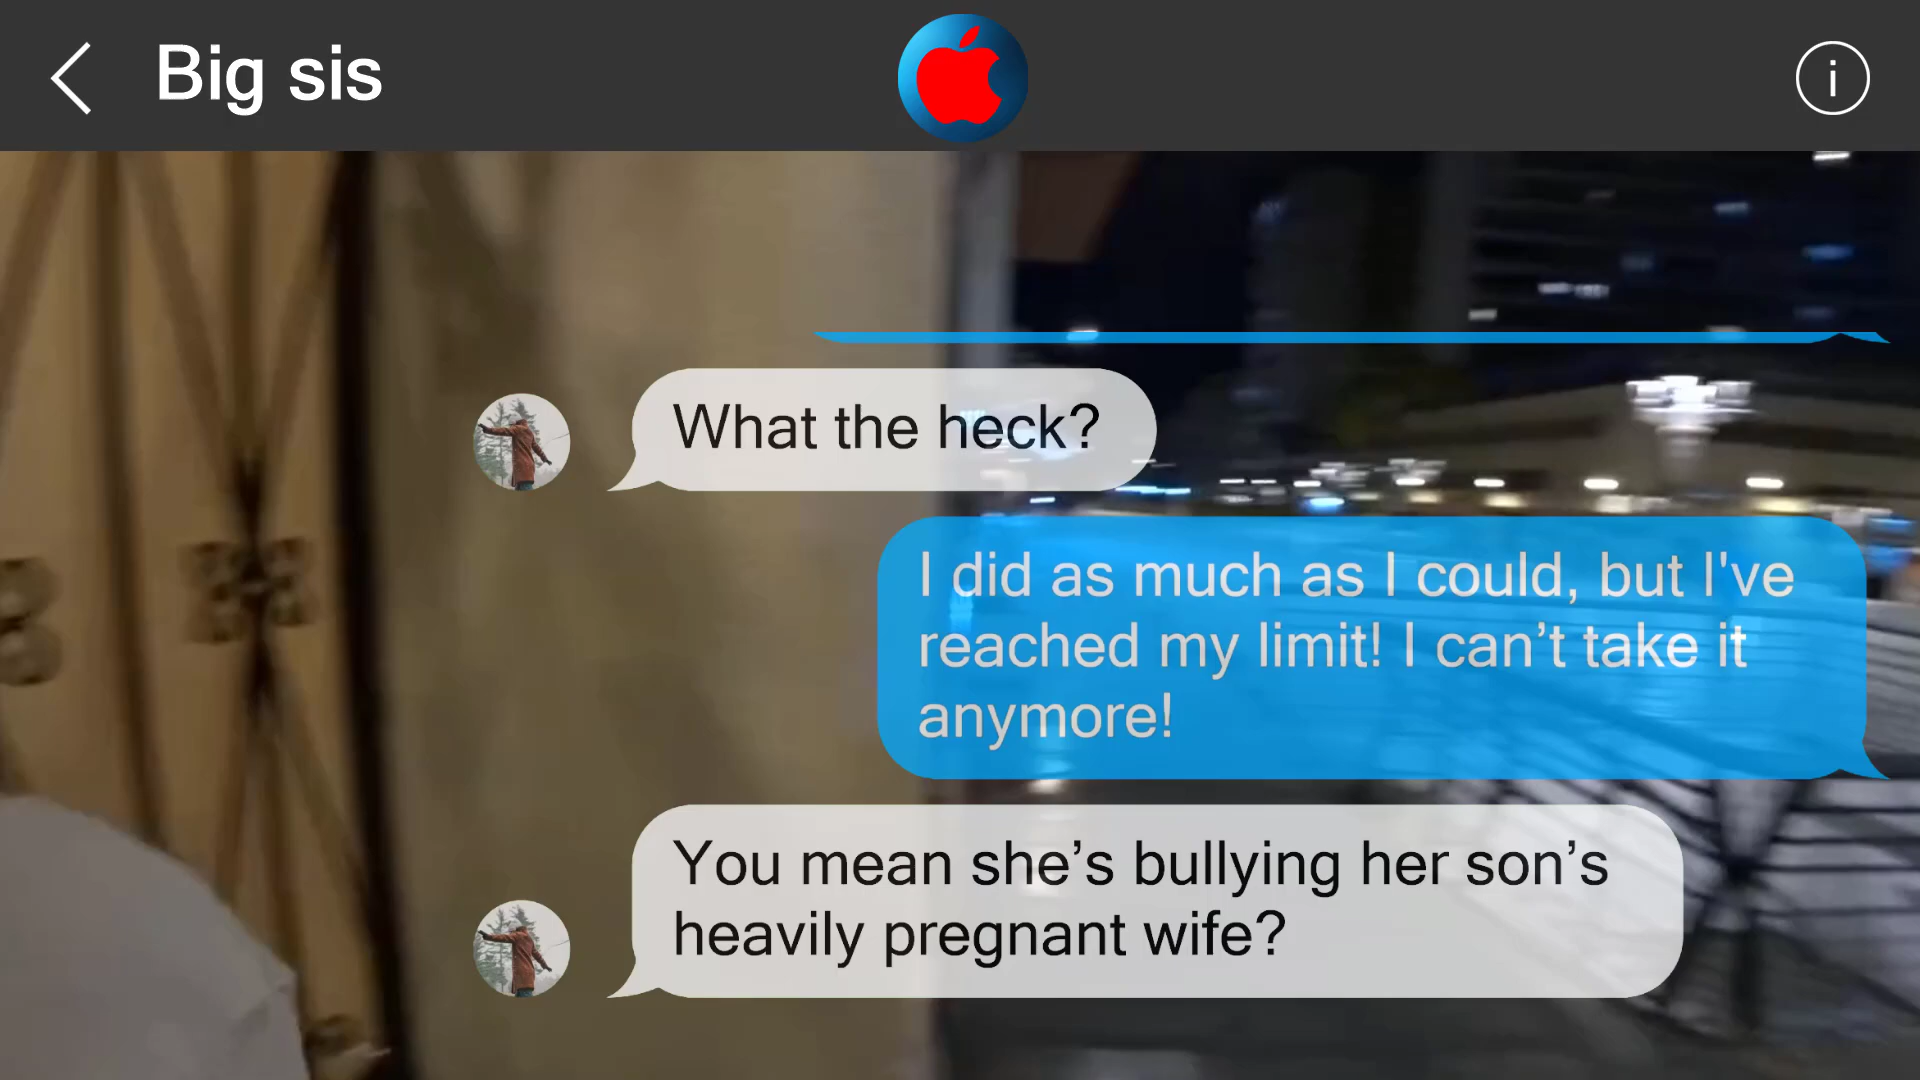 Big sis
i
What the heck?
I did as much as I could, but I've
reached my limit! I can’t take it
anymore!
You mean she’s bullying her son’s
heavily pregnant wife?